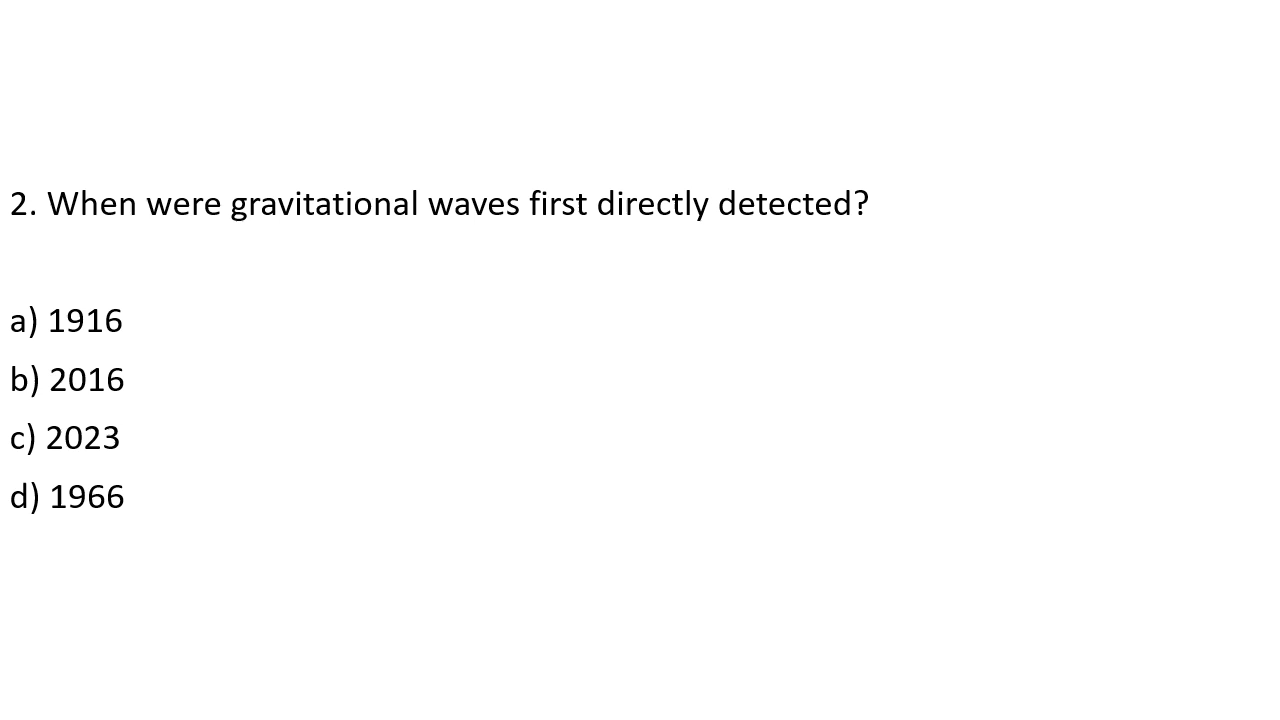 2. When were gravitational waves first directly detected?
a) 1916
b) 2016
c) 2023
d) 1966